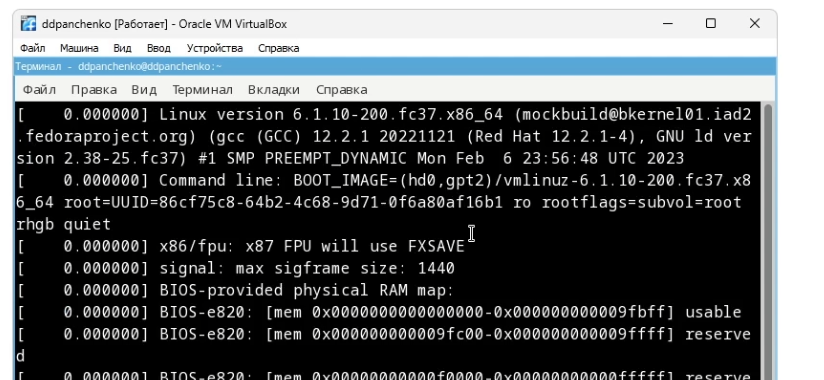 ddpanchenko [Работает] - Oracle VM VirtualBox
Файл Машина Вид Ввод Устройства Справка
Терминал - ddpanchenko@ddpanchenko:~
Файл Правка Вид Терминал Вкладки Справка
[    0.000000] Linux version 6.1.10-200.fc37.x86_64 (mockbuild@bkernel01.iad2
.fedoraproject.org) (gcc (GCC) 12.2.1 20221121 (Red Hat 12.2.1-4), GNU ld ver
sion 2.38-25.fc37) #1 SMP PREEMPT_DYNAMIC Mon Feb  6 23:56:48 UTC 2023
[    0.000000] Command line: BOOT_IMAGE=(hd0,gpt2)/vmlinuz-6.1.10-200.fc37.x8
6_64 root=UUID=86cf75c8-64b2-4c68-9d71-0f6a80af16b1 ro rootflags=subvol=root
rhgb quiet
[    0.000000] x86/fpu: x87 FPU will use FXSAVE
[    0.000000] signal: max sigframe size: 1440
[    0.000000] BIOS-provided physical RAM map:
[    0.000000] BIOS-e820: [mem 0x0000000000000000-0x000000000009fbff] usable
[    0.000000] BIOS-e820: [mem 0x000000000009fc00-0x000000000009ffff] reserve
d
[    0.000000] BIOS-e820: [mem 0x00000000000f0000-0x00000000000fffff] reserve